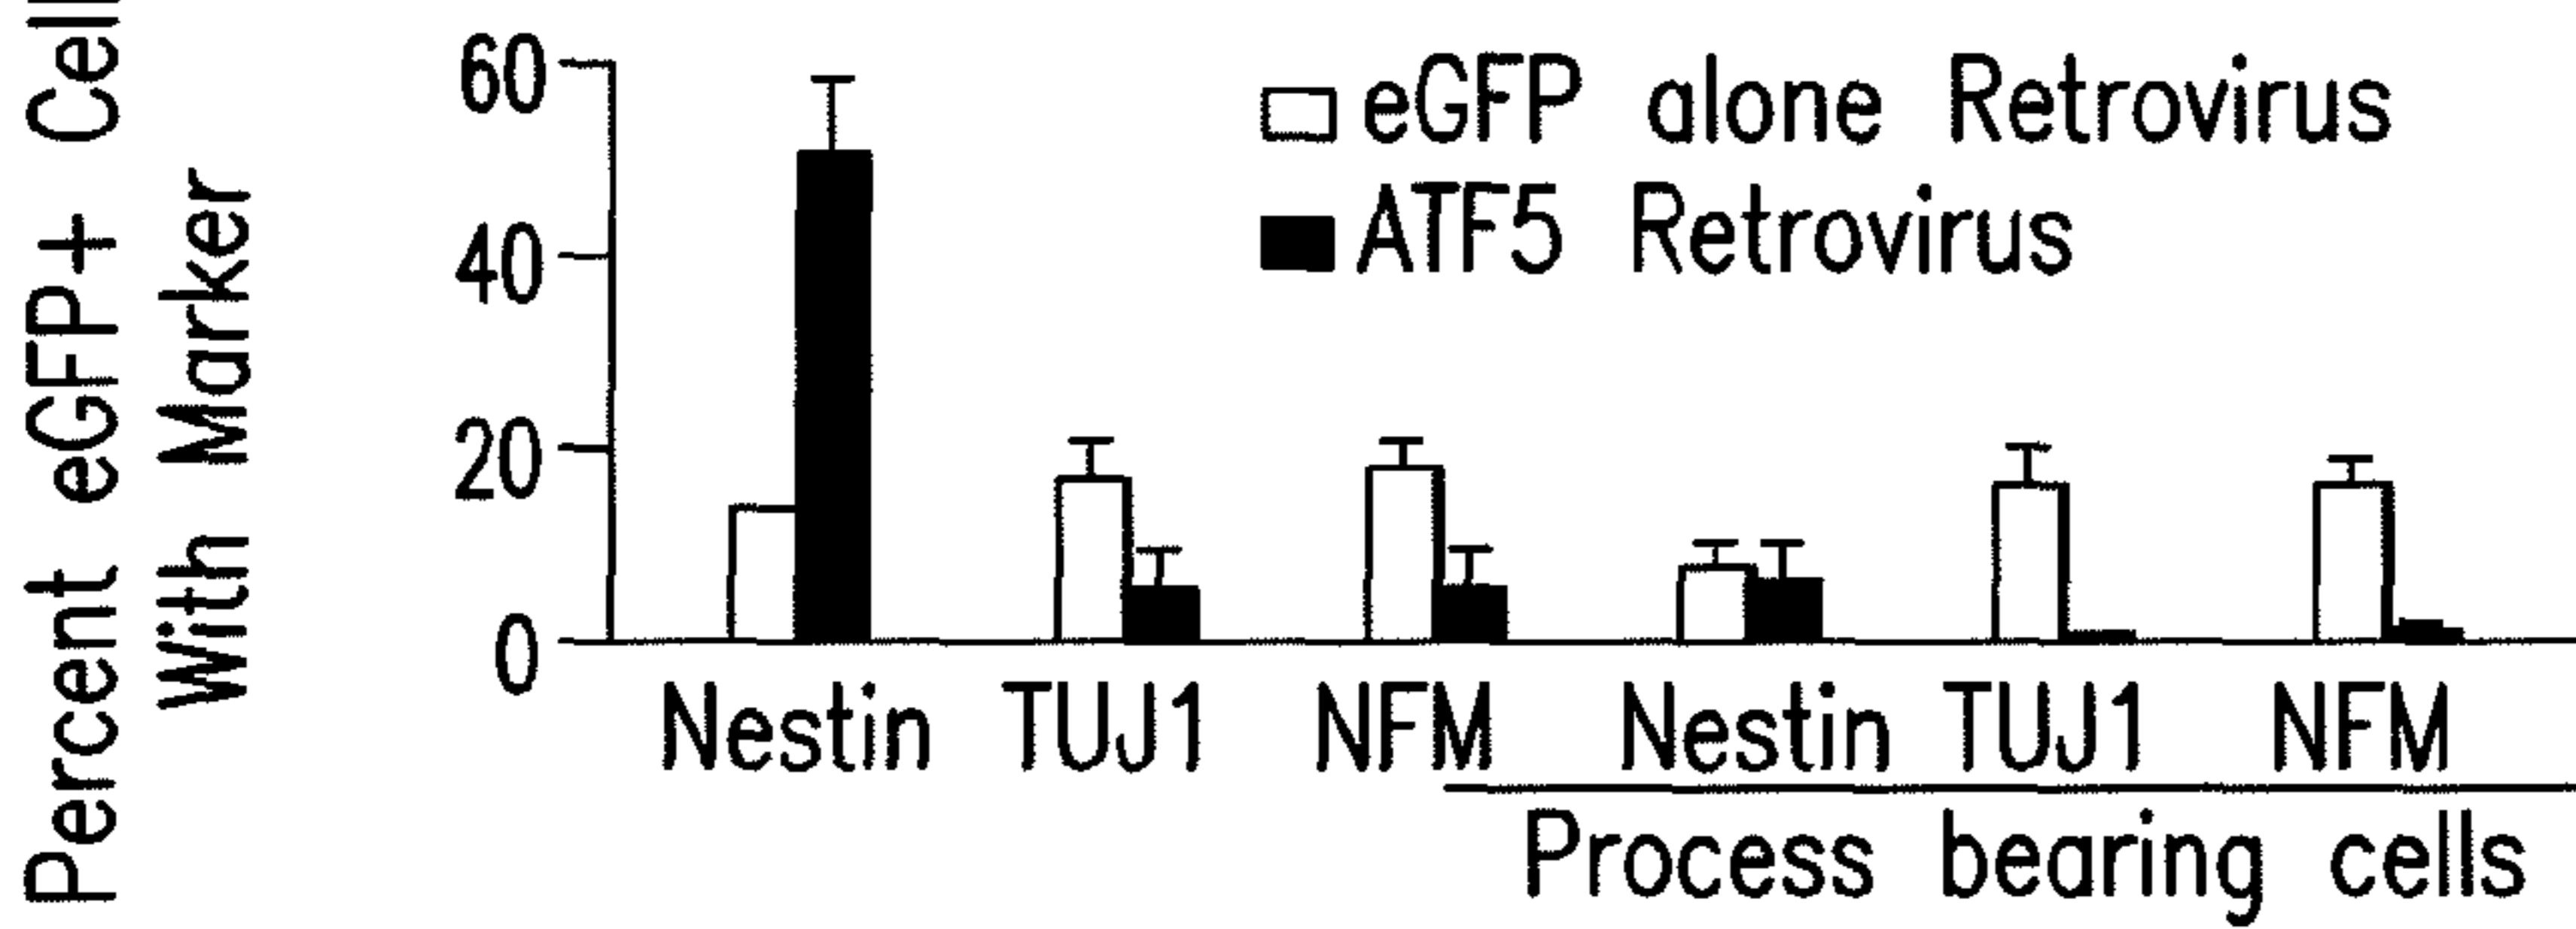 Percent eGFP+ Cell
With Marker
60
40
20
0
eGFP alone Retrovirus
ATF5 Retrovirus
Nestin TUJ1 NFM Nestin TUJ1 NFM
Process bearing cells